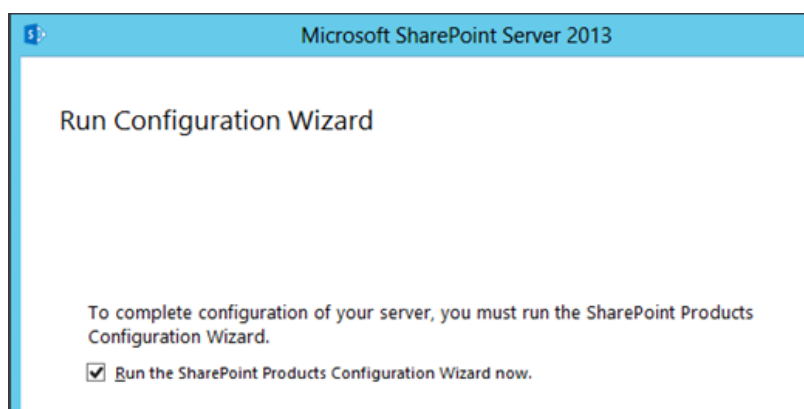 Microsoft SharePoint Server 2013
Run Configuration Wizard
To complete configuration of your server, you must run the SharePoint Products
Configuration Wizard.
Run the SharePoint Products Configuration Wizard now.